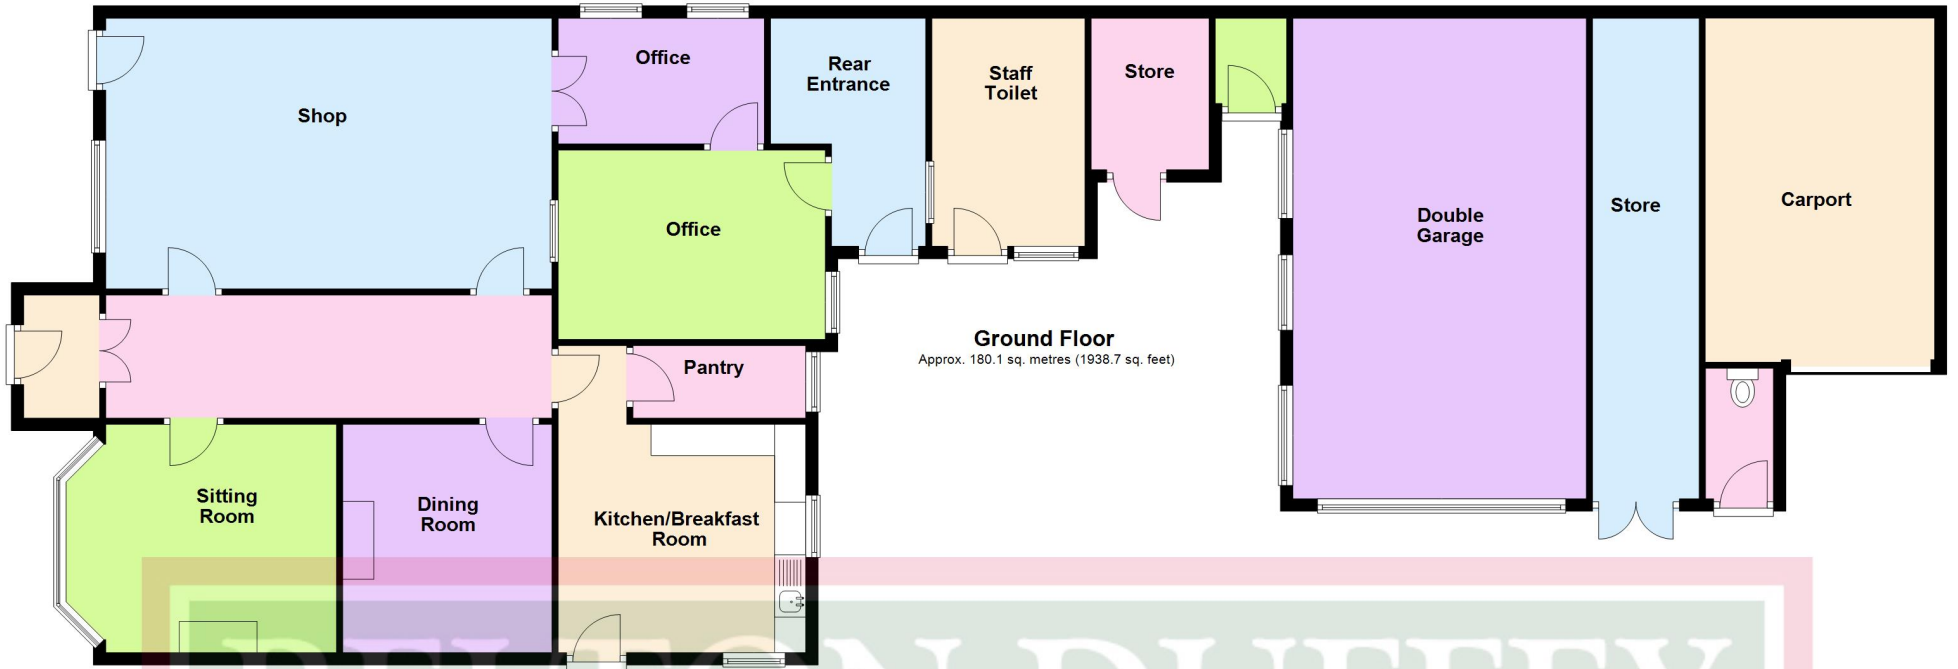 Shop
Office
Rear
Entrance
Staff
Toilet
Store
Office
Double
Garage
Store
Carport
Ground Floor
Approx. 180.1 sq. metres (1938.7 sq. feet)
Pantry
Sitting
Room
Dining
Room
Kitchen/Breakfast
Room